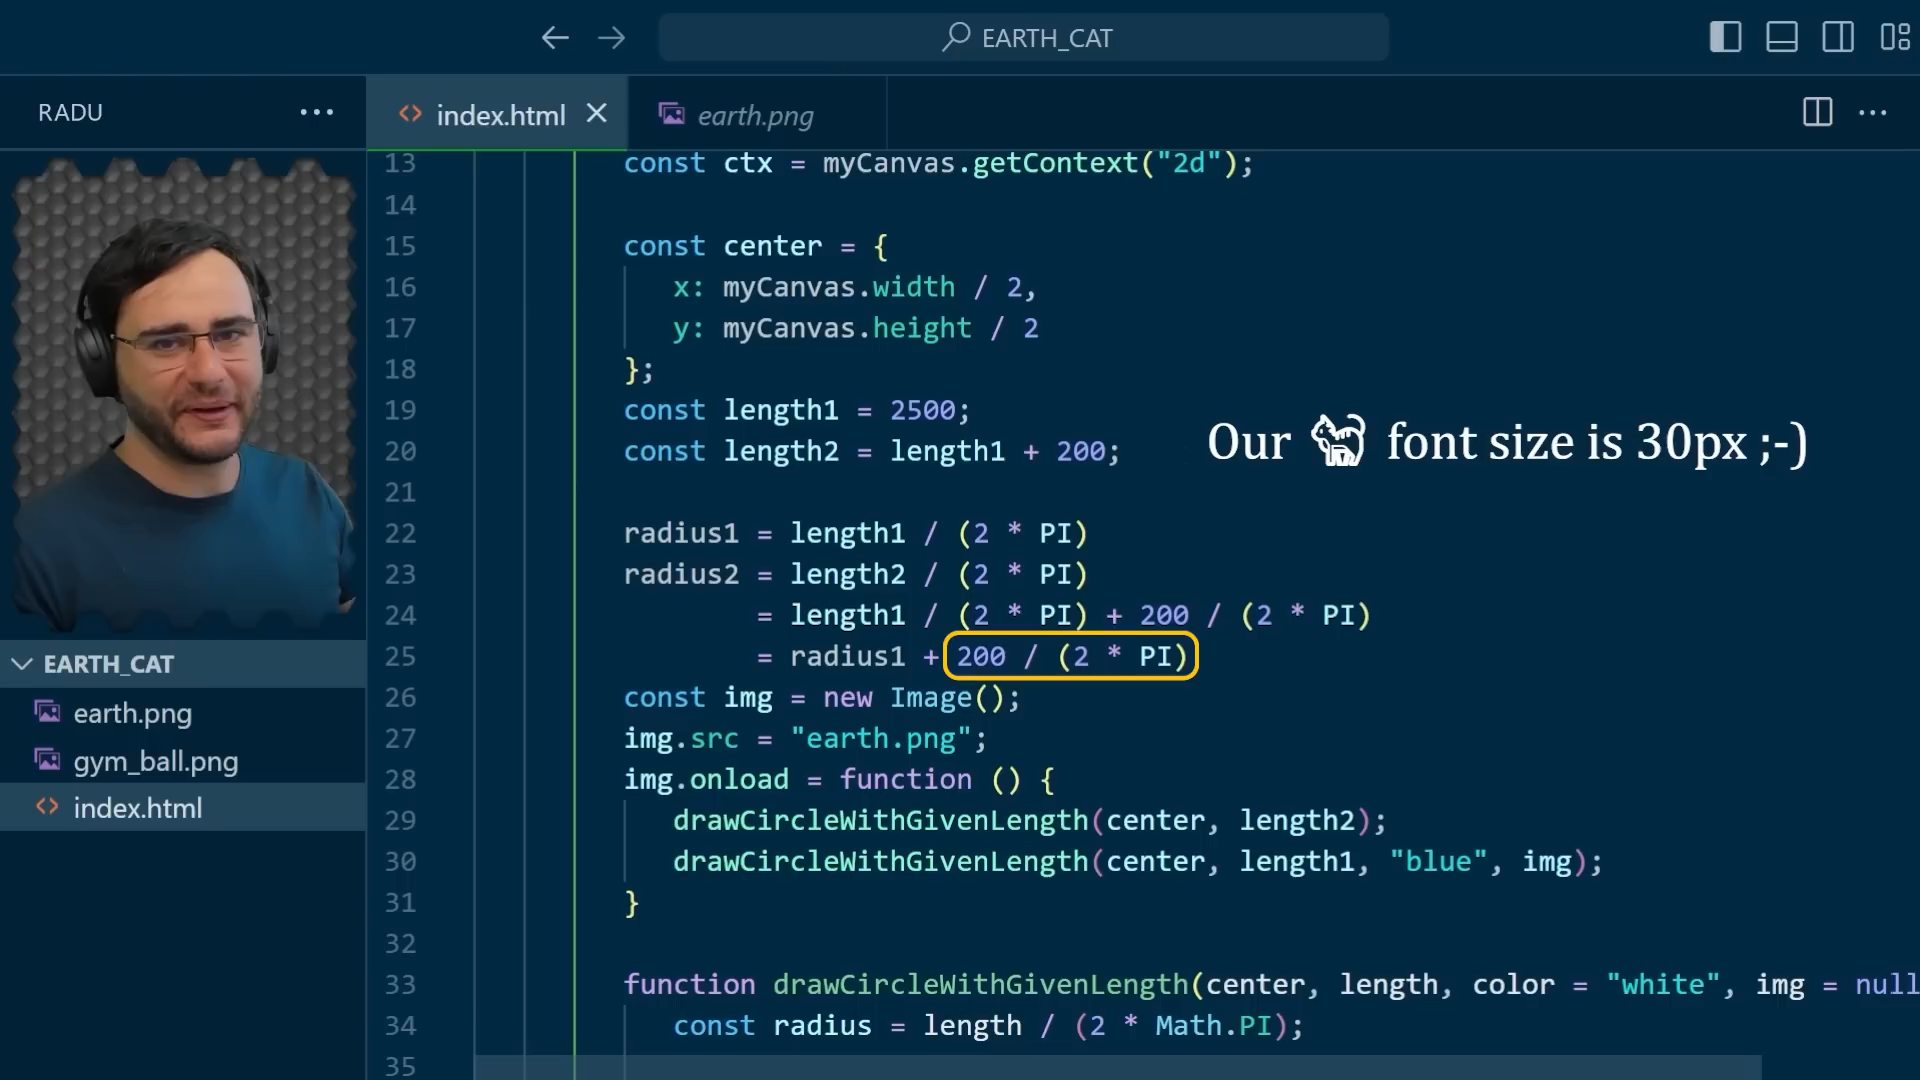 EARTH_CAT
RADU
index.html
earth.png
13 const ctx = myCanvas.getContext("2d");
14
15 const center = {
16 x: myCanvas.width / 2,
17 y: myCanvas.height / 2
18 };
19 const length1 = 2500;
20 const length2 = length1 + 200;
Our 🐈 font size is 30px ;-)
21
22 radius1 = length1 / (2 * PI)
23 radius2 = length2 / (2 * PI)
24 = length1 / (2 * PI) + 200 / (2 * PI)
25 = radius1 + 200 / (2 * PI)
26 const img = new Image();
27 img.src = "earth.png";
28 img.onload = function () {
29 drawCircleWithGivenLength(center, length2);
30 drawCircleWithGivenLength(center, length1, "blue", img);
31 }
32
33 function drawCircleWithGivenLength(center, length, color = "white", img = null
34 const radius = length / (2 * Math.PI);
35
EARTH_CAT
earth.png
gym_ball.png
index.html